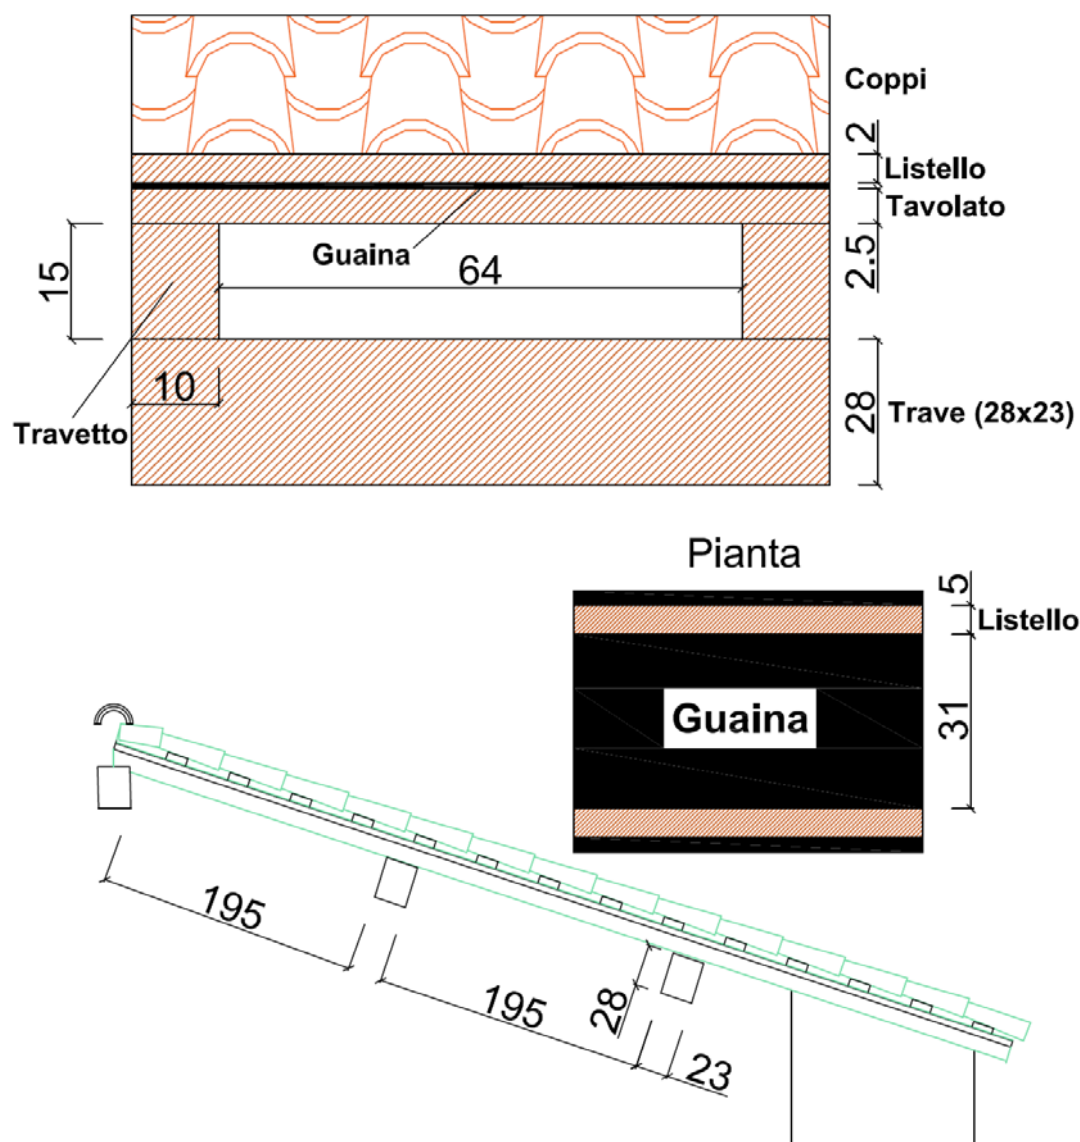 Coppi
2
Listello
Tavolato
Guaina
64
15
2.5
10
Travetto
28
Trave (28x23)
Pianta
5
Listello
Guaina
31
195
195
28
23